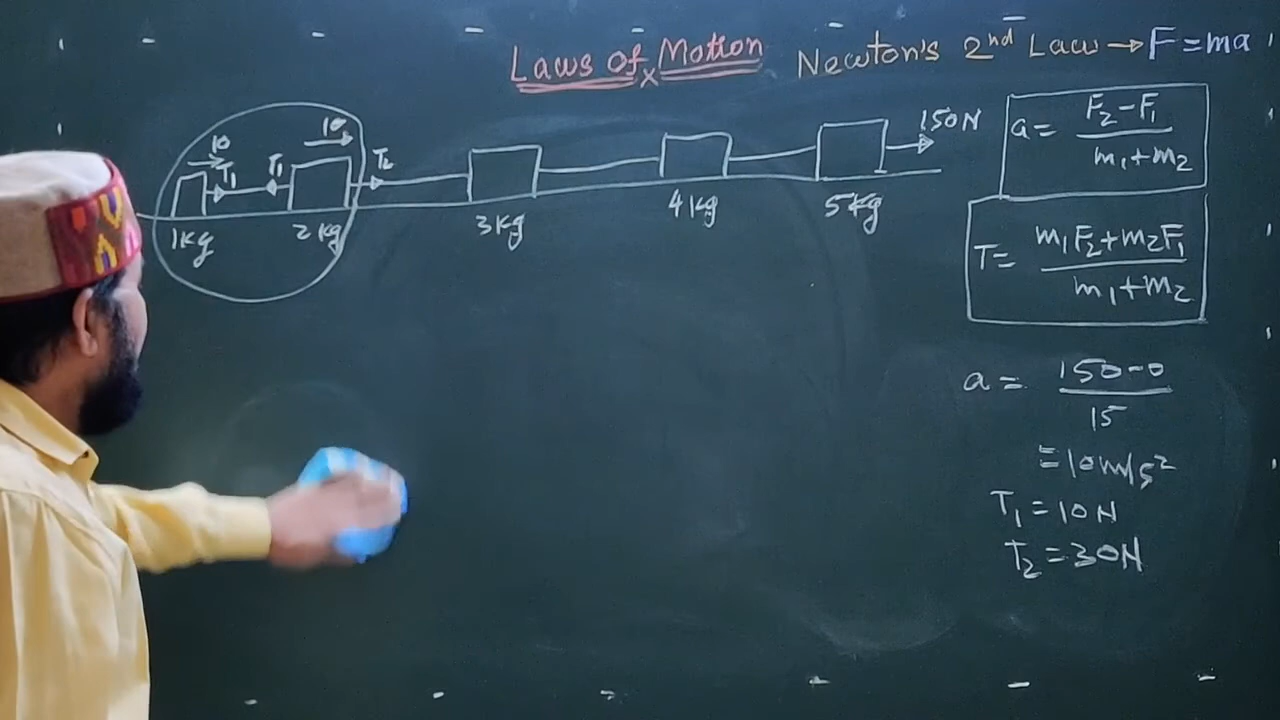 Laws Of Motion Newton's 2nd Law → F = ma
x
10 10 150N
T1 T1 T2
1kg 2kg 3kg 4kg 5kg
a = F2 - F1 / m1 + m2
T = m1F2 + m2F1 / m1 + m2
a = 150-0 / 15
= 10m/s²
T1 = 10N
T2 = 30N